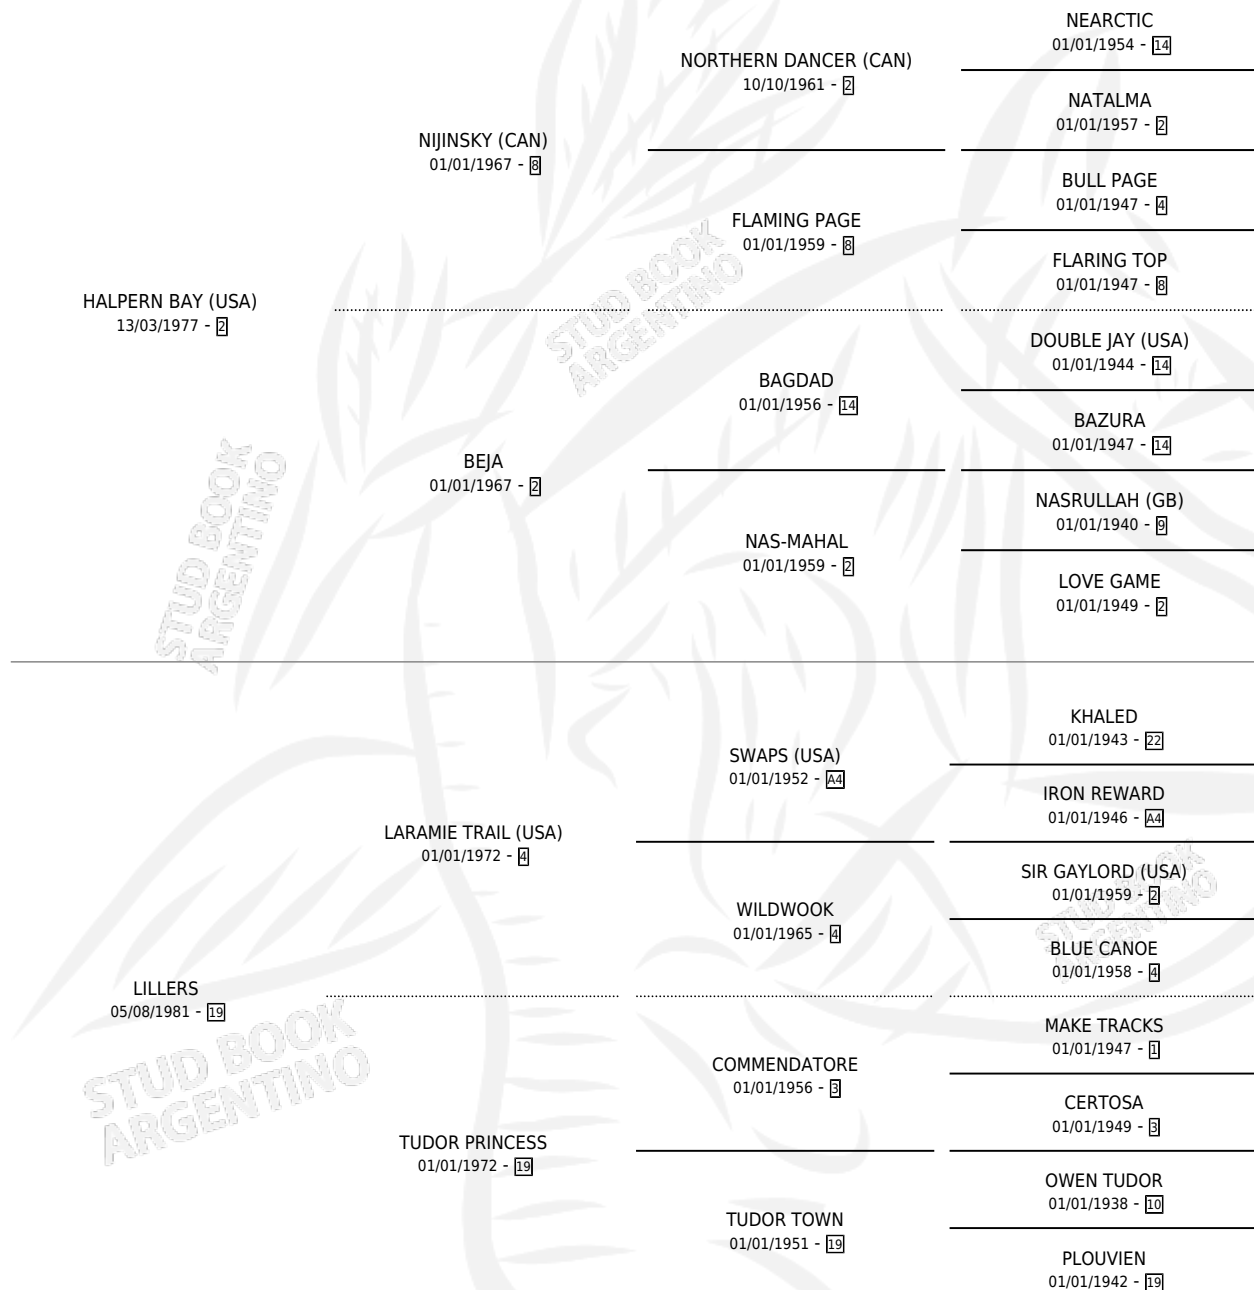 NEARCTIC
01/01/1954 - 14
NORTHERN DANCER (CAN)
10/10/1961 - 2
NATALMA
01/01/1957 - 2
NIJINSKY (CAN)
01/01/1967 - 8
BULL PAGE
01/01/1947 - 4
FLAMING PAGE
01/01/1959 - 8
FLARING TOP
01/01/1947 - 8
HALPERN BAY (USA)
13/03/1977 - 2
STUD BOOK
ARGENTINO
DOUBLE JAY (USA)
01/01/1944 - 14
BAGDAD
01/01/1956 - 14
BAZURA
01/01/1947 - 14
BEJA
01/01/1967 - 2
NASRULLAH (GB)
01/01/1940 - 9
NAS-MAHAL
01/01/1959 - 2
LOVE GAME
01/01/1949 - 2
STUD BOOK
ARGENTINO
KHALED
01/01/1943 - 22
SWAPS (USA)
01/01/1952 - A4
IRON REWARD
01/01/1946 - A4
LARAMIE TRAIL (USA)
01/01/1972 - 4
SIR GAYLORD (USA)
01/01/1959 - 2
WILDWOOK
01/01/1965 - 4
STUD BOOK
ARGENTINO
BLUE CANOE
01/01/1958 - 4
LILLERS
05/08/1981 - 19
STUD BOOK
ARGENTINO
MAKE TRACKS
01/01/1947 - 1
COMMENDATORE
01/01/1956 - 3
CERTOSA
01/01/1949 - 3
TUDOR PRINCESS
01/01/1972 - 19
OWEN TUDOR
01/01/1938 - 10
TUDOR TOWN
01/01/1951 - 19
PLOUVIEN
01/01/1942 - 19